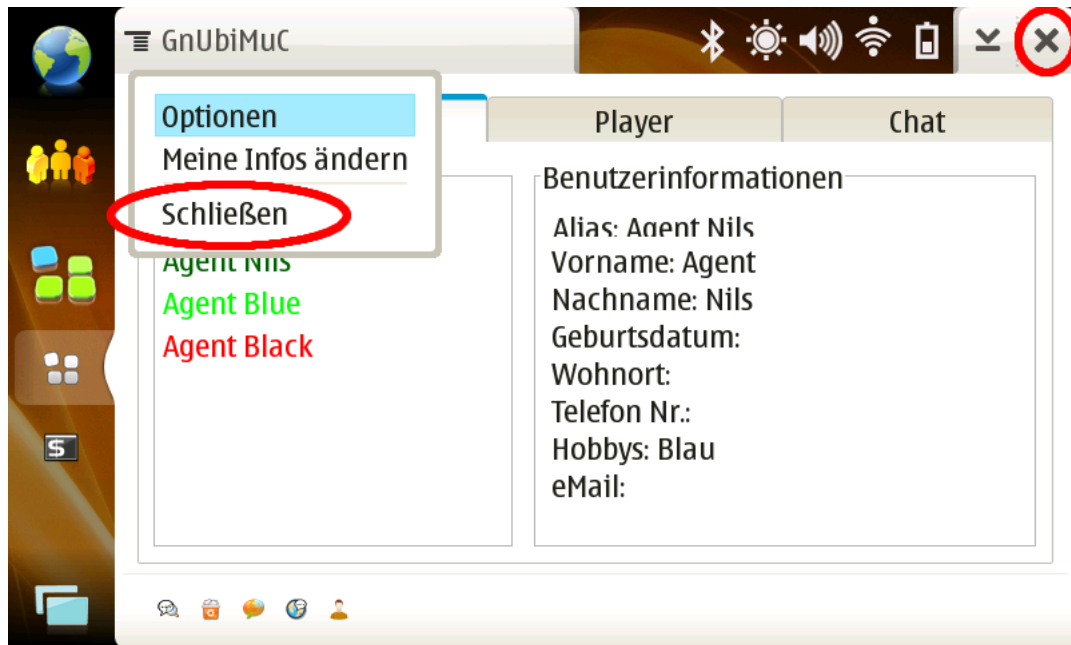 GnUbiMuC
Optionen
Meine Infos ändern
Schließen
Player
Chat
Agent Nils
Agent Blue
Agent Black
Benutzerinformationen
Alias: Agent Nils
Vorname: Agent
Nachname: Nils
Geburtsdatum:
Wohnort:
Telefon Nr.:
Hobbys: Blau
eMail:
$